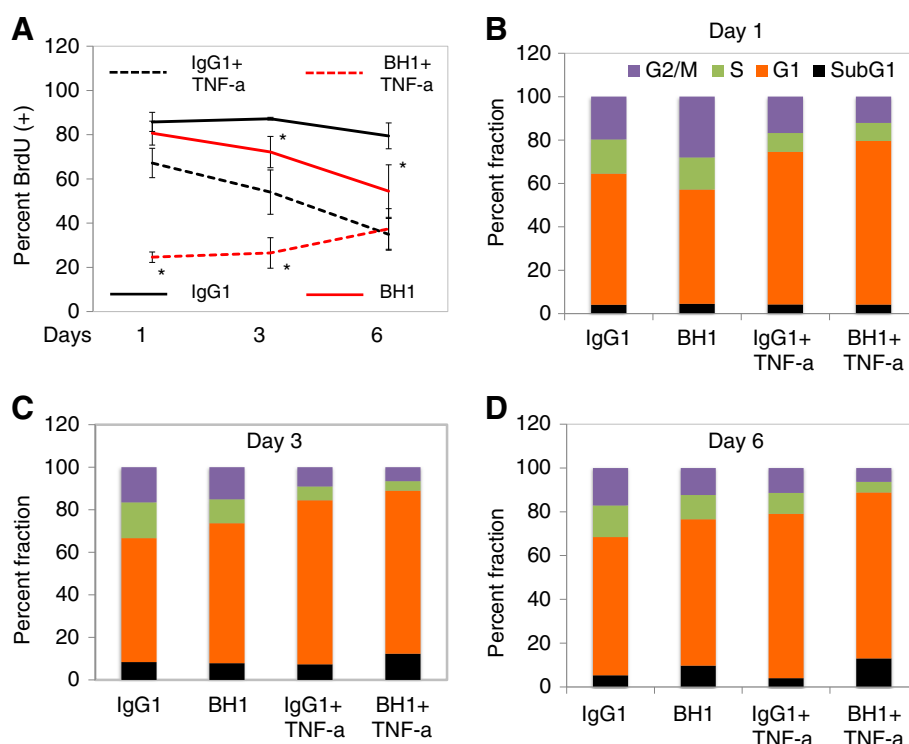 A
120
100
80
60
40
20
0
Percent BrdU (+)
IgG1+
TNF-a
BH1+
TNF-a
*
*
*
*
IgG1
BH1
Days
1
3
6
B
Day 1
G2/M
S
G1
SubG1
120
100
80
60
40
20
0
Percent fraction
IgG1
BH1
IgG1+
TNF-a
BH1+
TNF-a
C
Day 3
120
100
80
60
40
20
0
Percent fraction
IgG1
BH1
IgG1+
TNF-a
BH1+
TNF-a
D
Day 6
120
100
80
60
40
20
0
Percent fraction
IgG1
BH1
IgG1+
TNF-a
BH1+
TNF-a